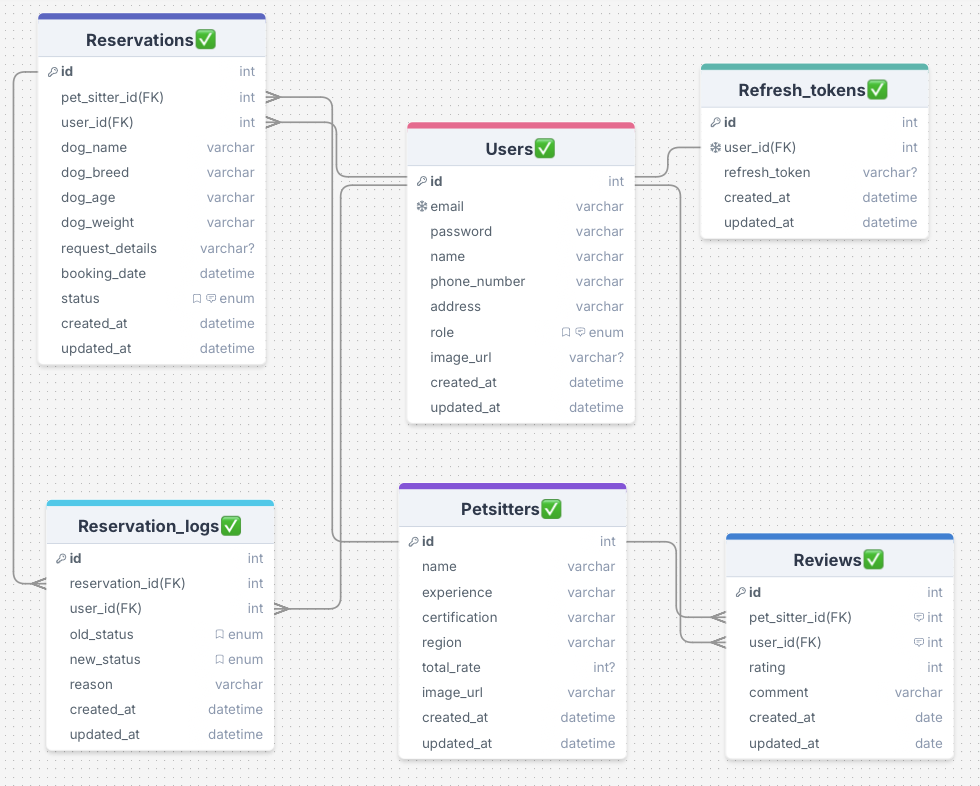 Reservations✅
id int
pet_sitter_id(FK) int
user_id(FK) int
dog_name varchar
dog_breed varchar
dog_age varchar
dog_weight varchar
request_details varchar?
booking_date datetime
status enum
created_at datetime
updated_at datetime
Users✅
id int
email varchar
password varchar
name varchar
phone_number varchar
address varchar
role enum
image_url varchar?
created_at datetime
updated_at datetime
Refresh_tokens✅
id int
user_id(FK) int
refresh_token varchar?
created_at datetime
updated_at datetime
Reservation_logs✅
id int
reservation_id(FK) int
user_id(FK) int
old_status enum
new_status enum
reason varchar
created_at datetime
updated_at datetime
Petsitters✅
id int
name varchar
experience varchar
certification varchar
region varchar
total_rate int?
image_url varchar
created_at datetime
updated_at datetime
Reviews✅
id int
pet_sitter_id(FK) int
user_id(FK) int
rating int
comment varchar
created_at date
updated_at date